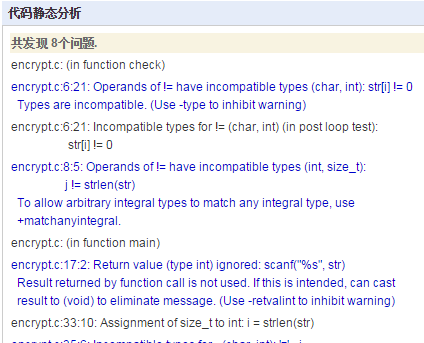 代码静态分析
共发现 8个问题.
encrypt.c: (in function check)
encrypt.c:6:21: Operands of != have incompatible types (char, int): str[i] != 0
Types are incompatible. (Use -type to inhibit warning)
encrypt.c:6:21: Incompatible types for != (char, int) (in post loop test):
str[i] != 0
encrypt.c:8:5: Operands of != have incompatible types (int, size_t):
j != strlen(str)
To allow arbitrary integral types to match any integral type, use
+matchanyintegral.
encrypt.c: (in function main)
encrypt.c:17:2: Return value (type int) ignored: scanf("%s", str)
Result returned by function call is not used. If this is intended, can cast
result to (void) to eliminate message. (Use -retvalint to inhibit warning)
encrypt.c:33:10: Assignment of size_t to int: i = strlen(str)